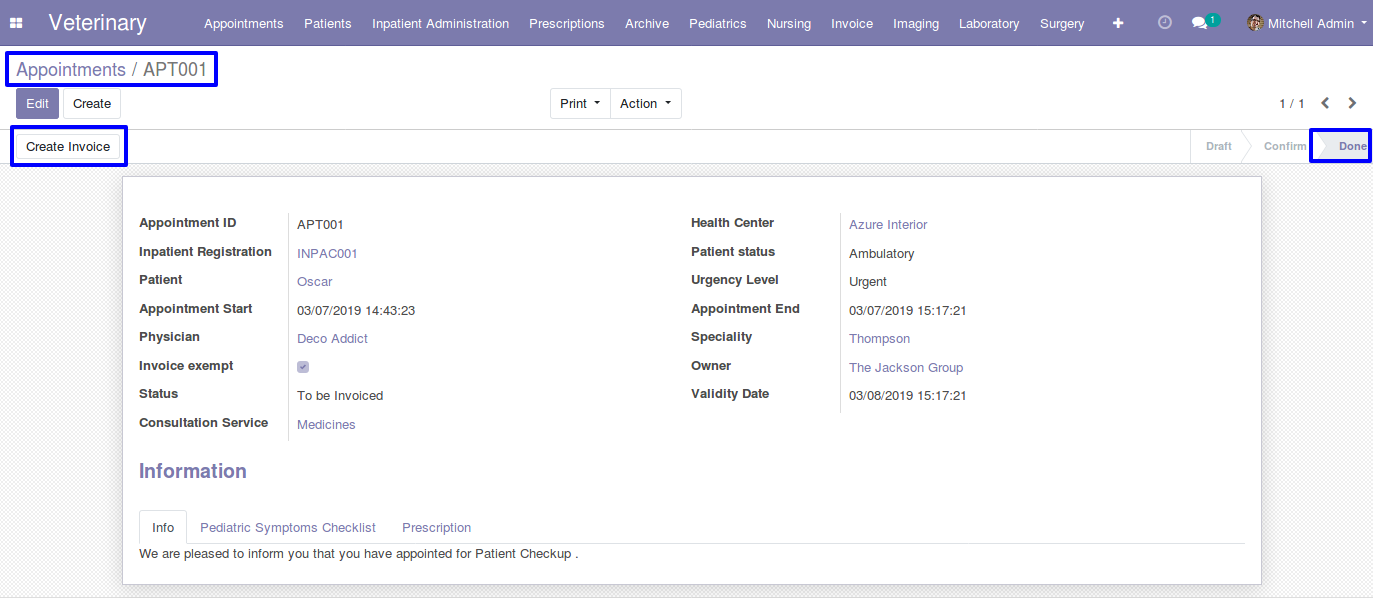 Veterinary Appointments Patients Inpatient Administration Prescriptions Archive Pediatrics Nursing Invoice Imaging Laboratory Surgery 1 Mitchell Admin
Appointments / APT001
Edit Create Print Action 1 / 1
Create Invoice Draft Confirm Done
Appointment ID APT001 Health Center Azure Interior
Inpatient Registration INPAC001 Patient status Ambulatory
Patient Oscar Urgency Level Urgent
Appointment Start 03/07/2019 14:43:23 Appointment End 03/07/2019 15:17:21
Physician Deco Addict Speciality Thompson
Invoice exempt Owner The Jackson Group
Status To be Invoiced Validity Date 03/08/2019 15:17:21
Consultation Service Medicines
Information
Info Pediatric Symptoms Checklist Prescription
We are pleased to inform you that you have appointed for Patient Checkup .